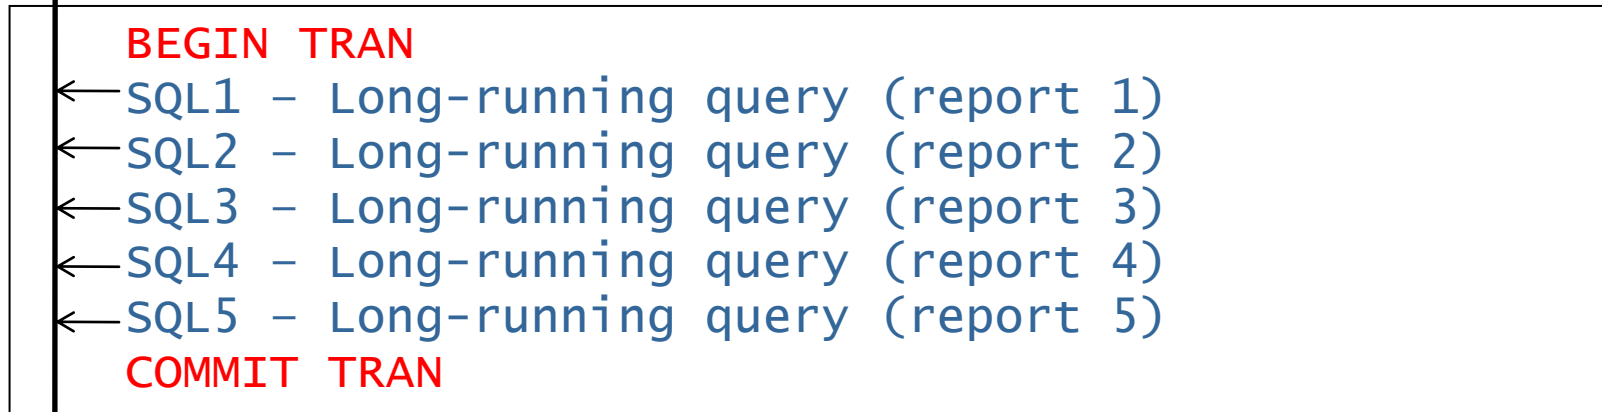 BEGIN TRAN
SQL1 – Long-running query (report 1)
SQL2 – Long-running query (report 2)
SQL3 – Long-running query (report 3)
SQL4 – Long-running query (report 4)
SQL5 – Long-running query (report 5)
COMMIT TRAN